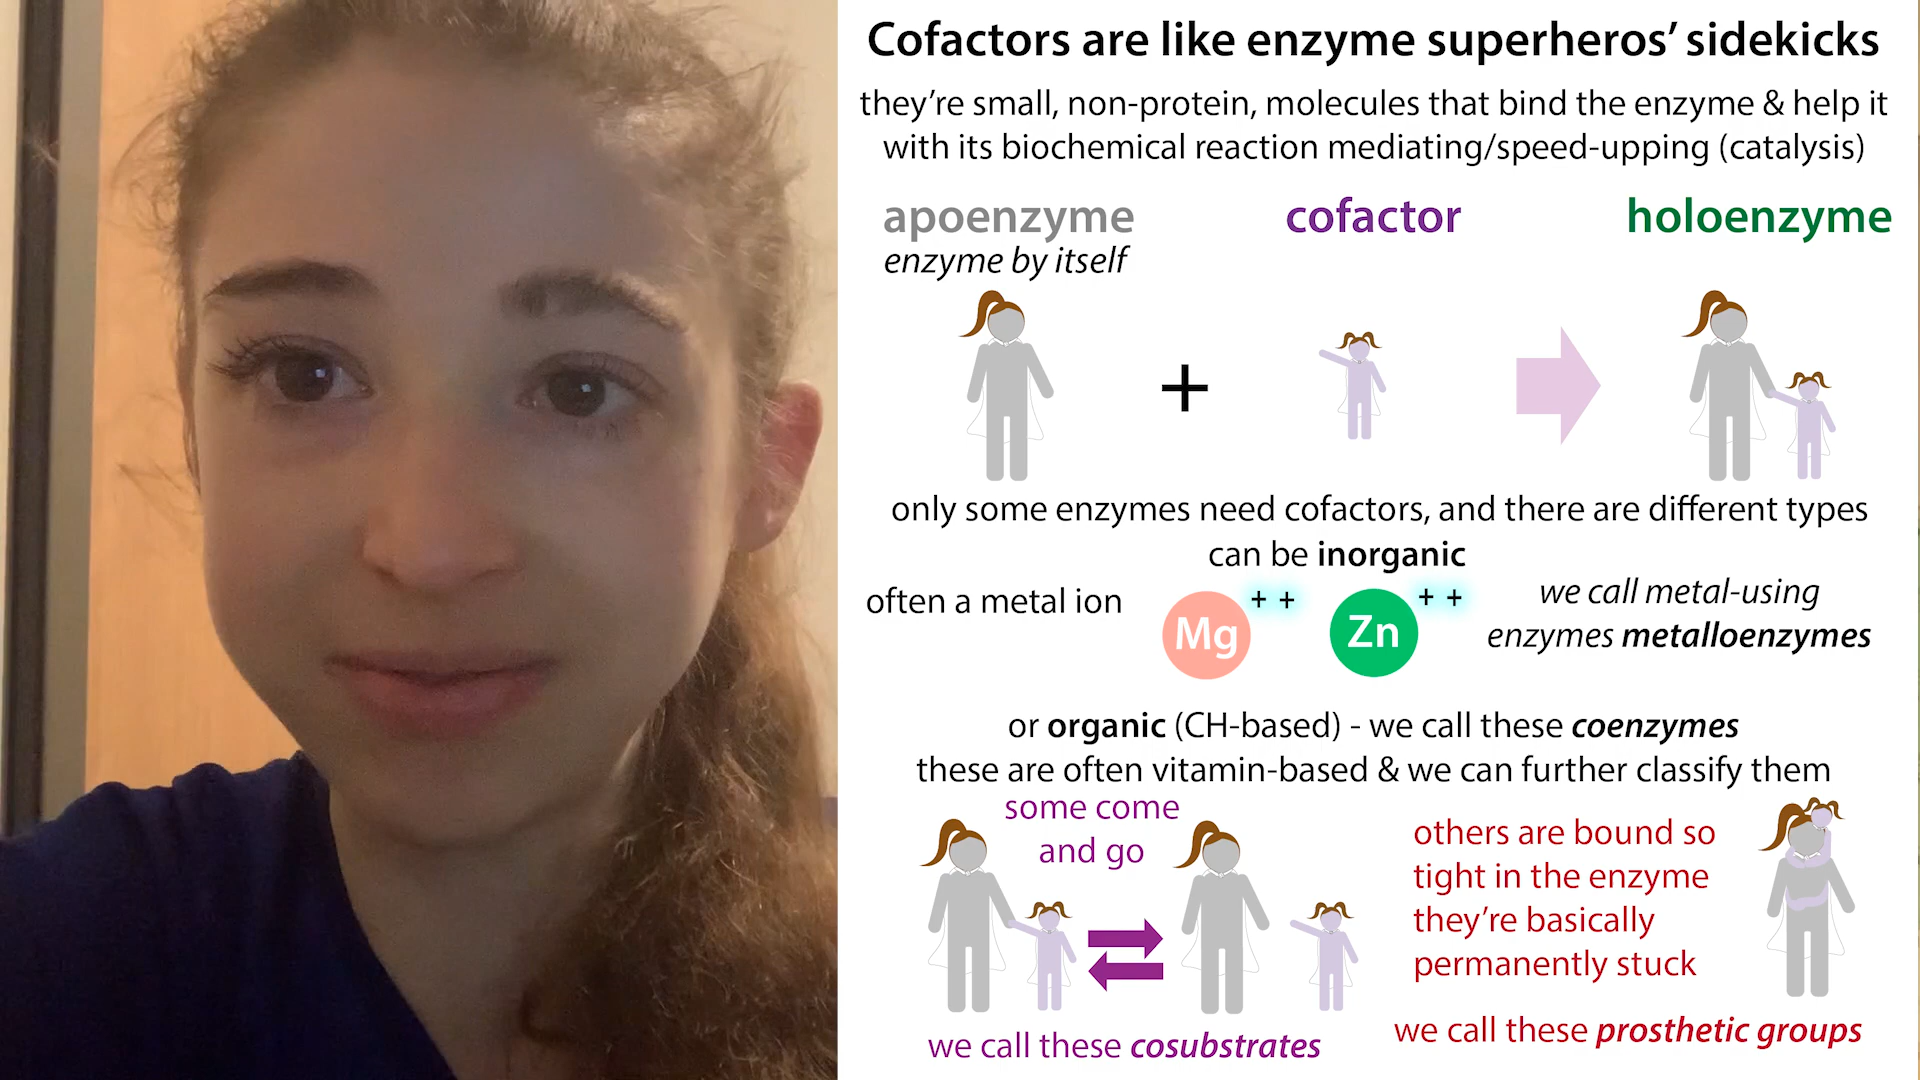 Cofactors are like enzyme superheros’ sidekicks
they’re small, non-protein, molecules that bind the enzyme & help it
with its biochemical reaction mediating/speed-upping (catalysis)
apoenzyme + cofactor holoenzyme
enzyme by itself
only some enzymes need cofactors, and there are different types
can be inorganic
often a metal ion
Mg ++
Zn ++
we call metal-using
enzymes metalloenzymes
or organic (CH-based) - we call these coenzymes
these are often vitamin-based & we can further classify them
some come
and go
we call these cosubstrates
others are bound so
tight in the enzyme
they’re basically
permanently stuck
we call these prosthetic groups